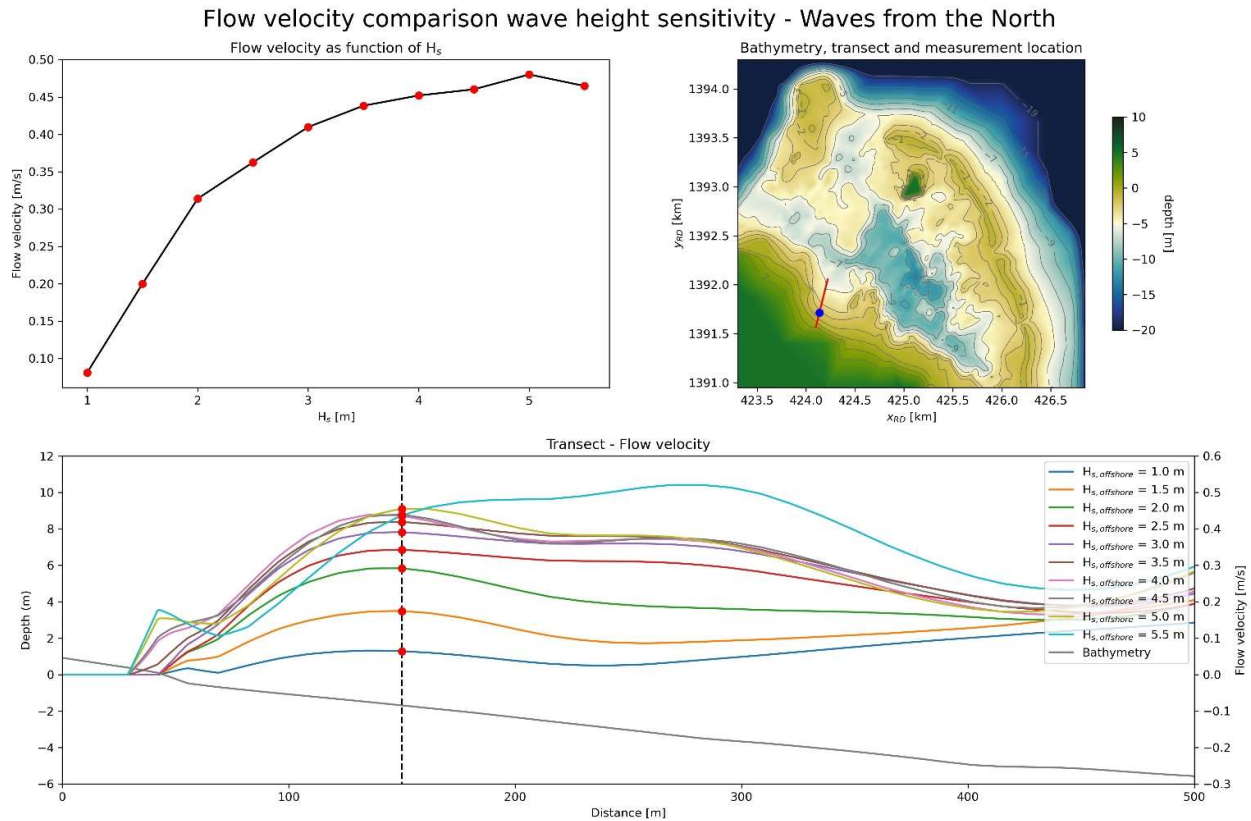 Flow velocity comparison wave height sensitivity - Waves from the North
Flow velocity as function of Hs
Flow velocity [m/s]
0.50
0.45
0.40
0.35
0.30
0.25
0.20
0.15
0.10
1
2
3
4
5
Hs [m]
Bathymetry, transect and measurement location
yRD [km]
1394.0
1393.5
1393.0
1392.5
1392.0
1391.5
1391.0
423.5
424.0
424.5
425.0
425.5
426.0
426.5
xRD [km]
-19
10
5
0
−5
−10
−15
−20
depth [m]
Transect - Flow velocity
Depth (m)
12
10
8
6
4
2
0
−2
−4
−6
0
100
200
300
400
500
Distance [m]
0.6
0.5
0.4
0.3
0.2
0.1
0.0
−0.1
−0.2
−0.3
Flow velocity [m/s]
Hs, offshore = 1.0 m
Hs, offshore = 1.5 m
Hs, offshore = 2.0 m
Hs, offshore = 2.5 m
Hs, offshore = 3.0 m
Hs, offshore = 3.5 m
Hs, offshore = 4.0 m
Hs, offshore = 4.5 m
Hs, offshore = 5.0 m
Hs, offshore = 5.5 m
Bathymetry